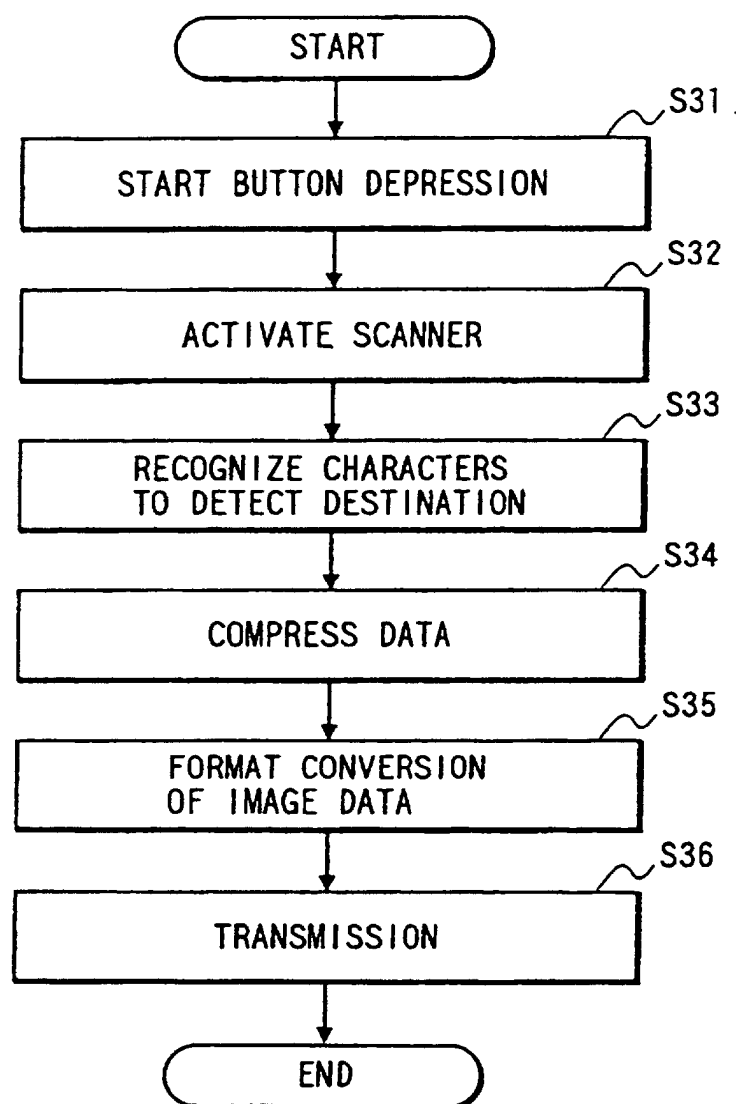 START
S31
START BUTTON DEPRESSION
S32
ACTIVATE SCANNER
S33
RECOGNIZE CHARACTERS
TO DETECT DESTINATION
S34
COMPRESS DATA
S35
FORMAT CONVERSION
OF IMAGE DATA
S36
TRANSMISSION
END